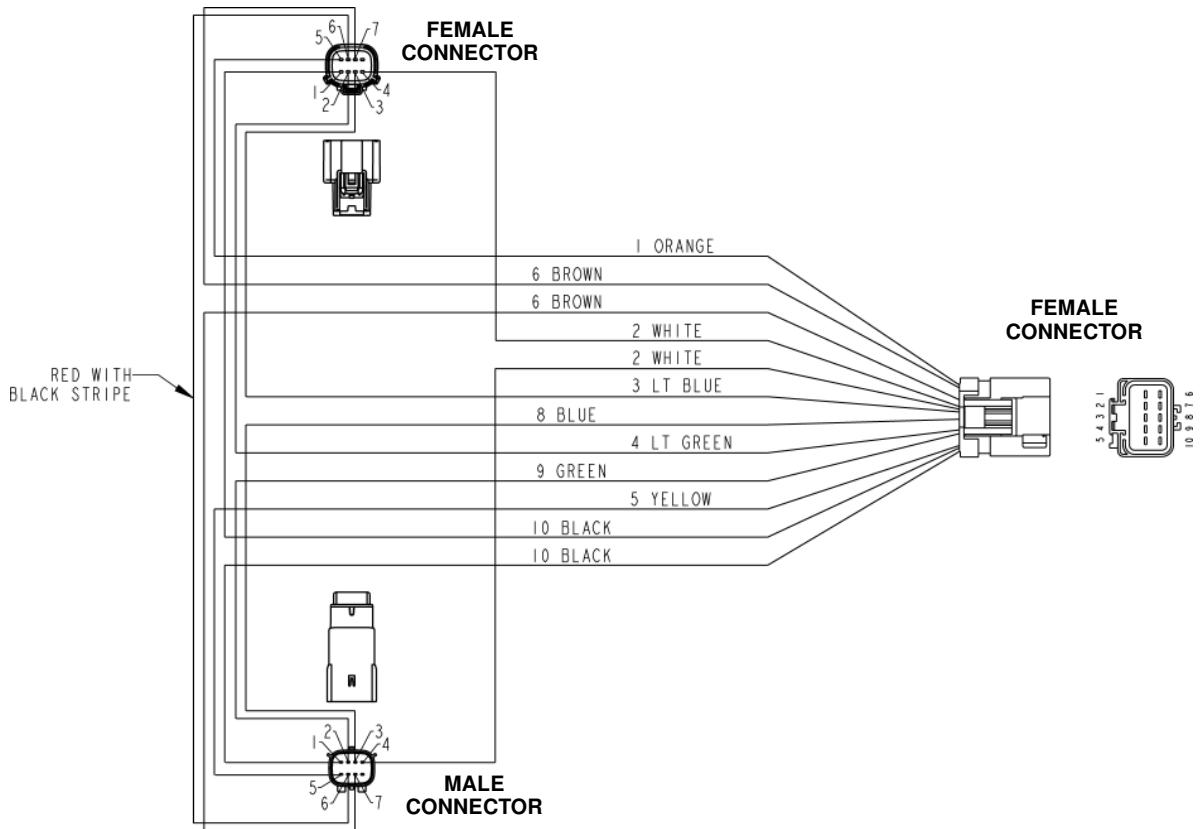 6
7
5
FEMALE
CONNECTOR
1
4
2
3
1 ORANGE
6 BROWN
6 BROWN
FEMALE
CONNECTOR
2 WHITE
2 WHITE
RED WITH
BLACK STRIPE
3 LT BLUE
8 BLUE
4 LT GREEN
9 GREEN
5 YELLOW
10 BLACK
10 BLACK
5 4 3 2 1
10 9 8 7 6
2
3
1
4
5
6
7
MALE
CONNECTOR